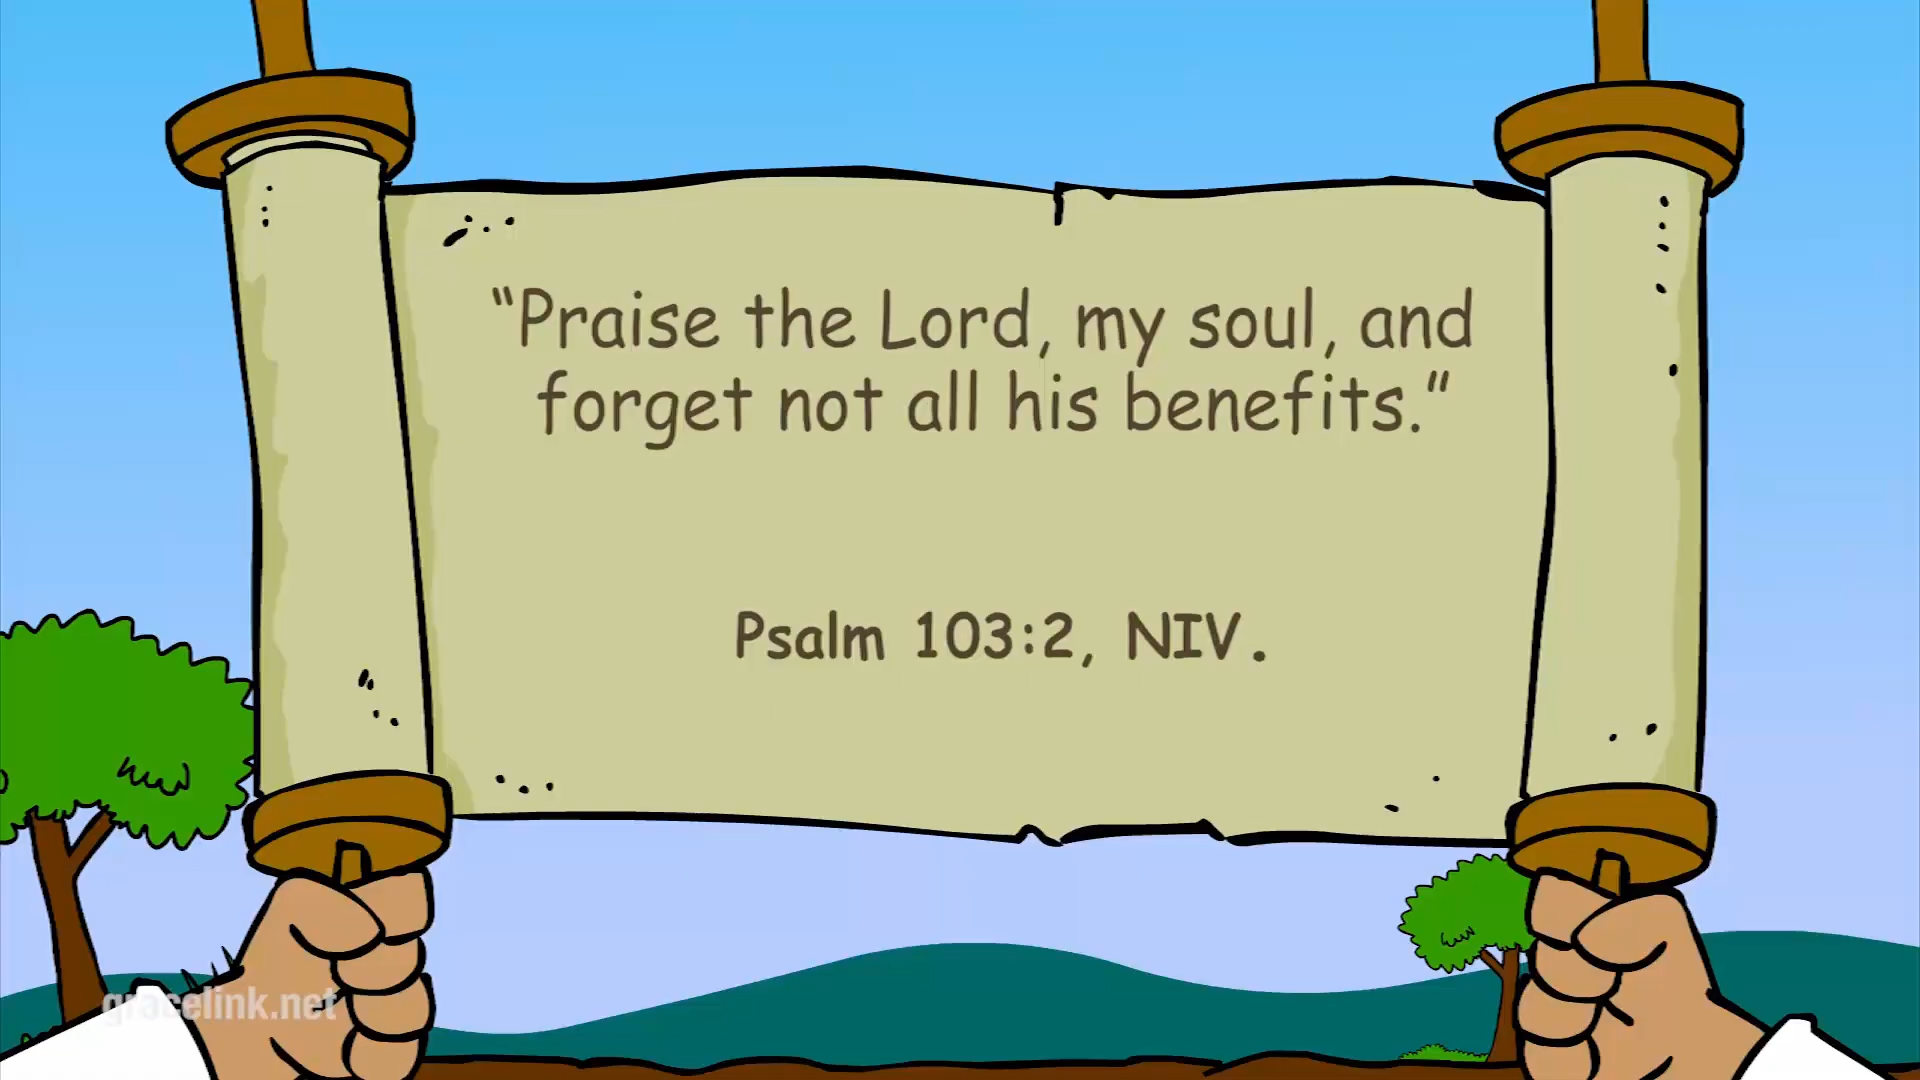 “Praise the Lord, my soul, and
forget not all his benefits.”
Psalm 103:2, NIV.
gracelink.net